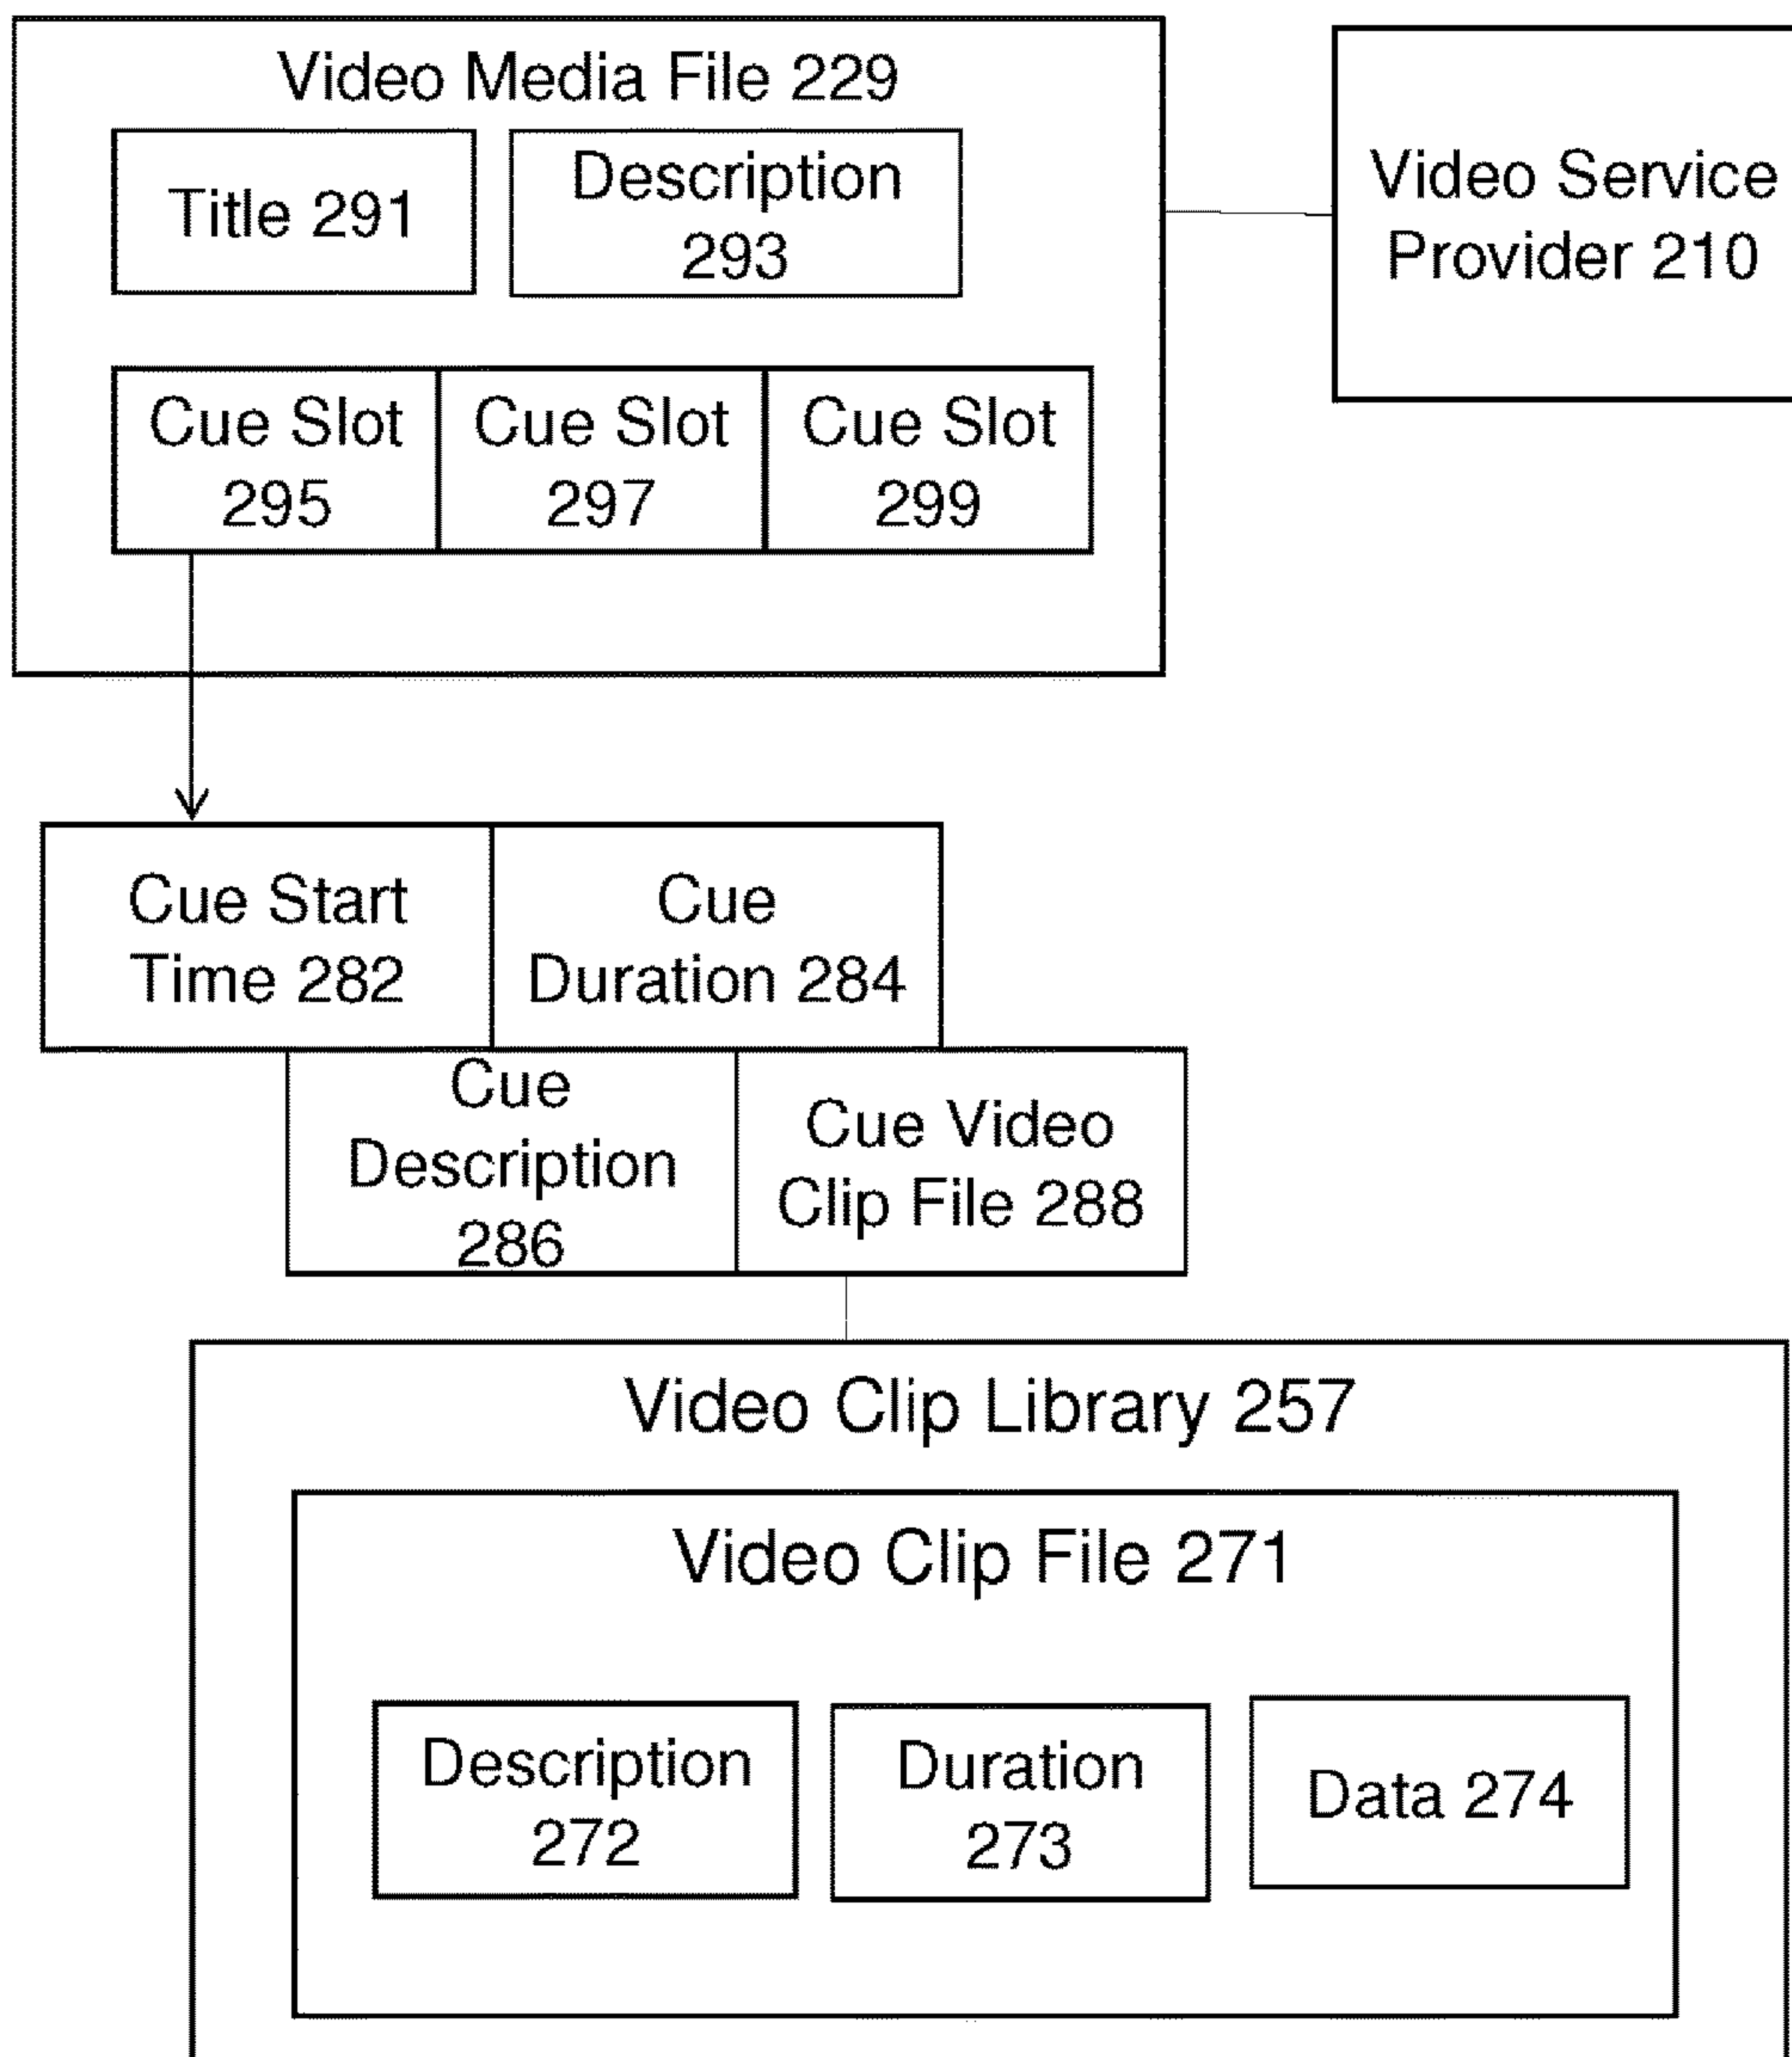 Video Media File 229
Title 291
Description
293
Video Service
Provider 210
Cue Slot
295
Cue Slot
297
Cue Slot
299
Cue Start
Time 282
Cue
Duration 284
Cue
Description
286
Cue Video
Clip File 288
Video Clip Library 257
Video Clip File 271
Description
272
Duration
273
Data 274